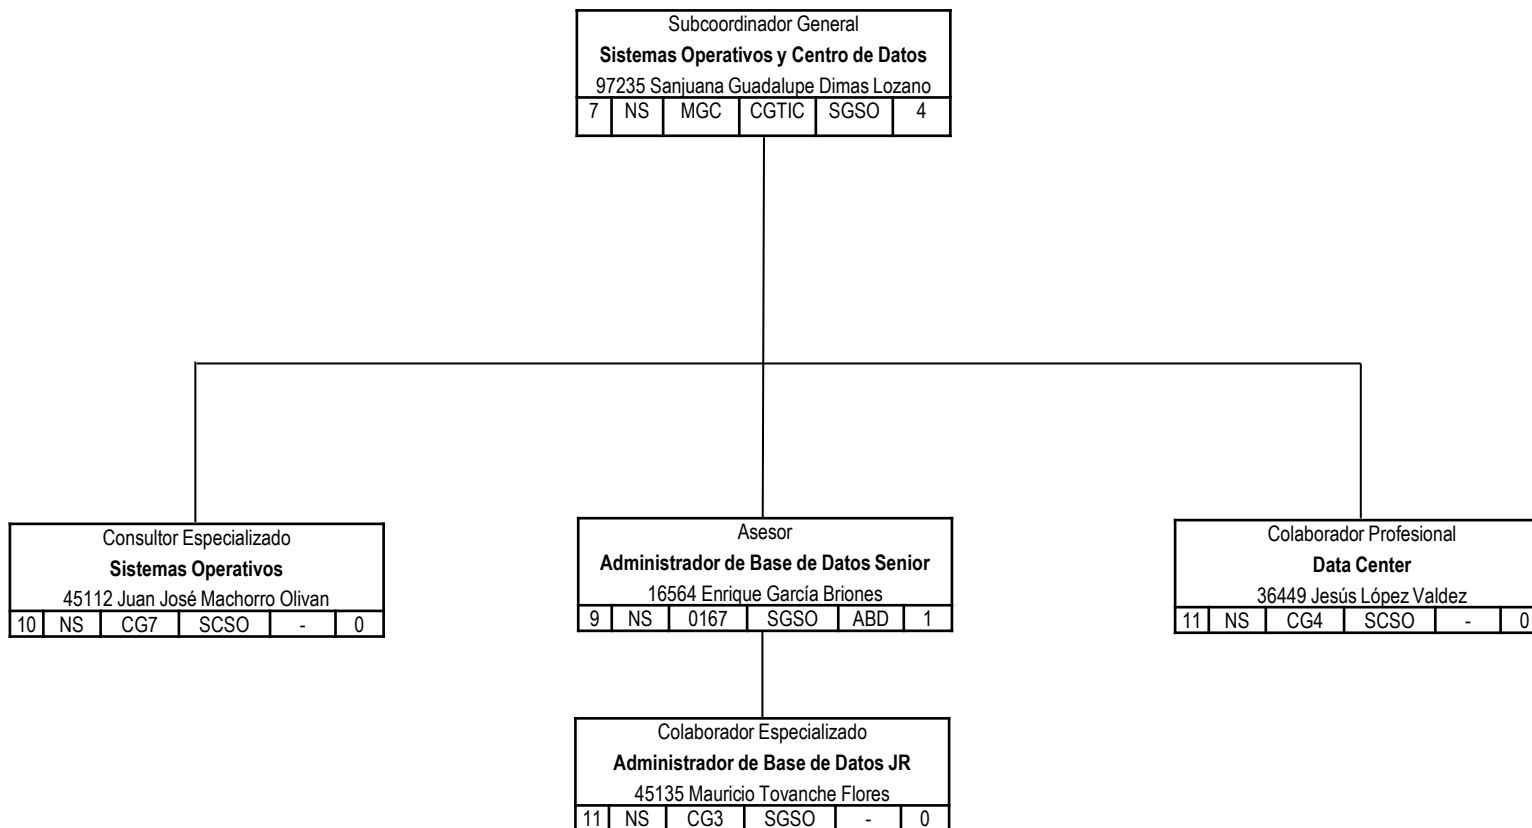 Subcoordinador General
Sistemas Operativos y Centro de Datos
97235 Sanjuana Guadalupe Dimas Lozano
7 NS MGC CGTIC SGSO 4
Consultor Especializado
Sistemas Operativos
45112 Juan José Machorro Olivan
10 NS CG7 SCSO - 0
Asesor
Administrador de Base de Datos Senior
16564 Enrique García Briones
9 NS 0167 SGSO ABD 1
Colaborador Profesional
Data Center
36449 Jesús López Valdez
11 NS CG4 SCSO - 0
Colaborador Especializado
Administrador de Base de Datos JR
45135 Mauricio Tovanche Flores
11 NS CG3 SGSO - 0